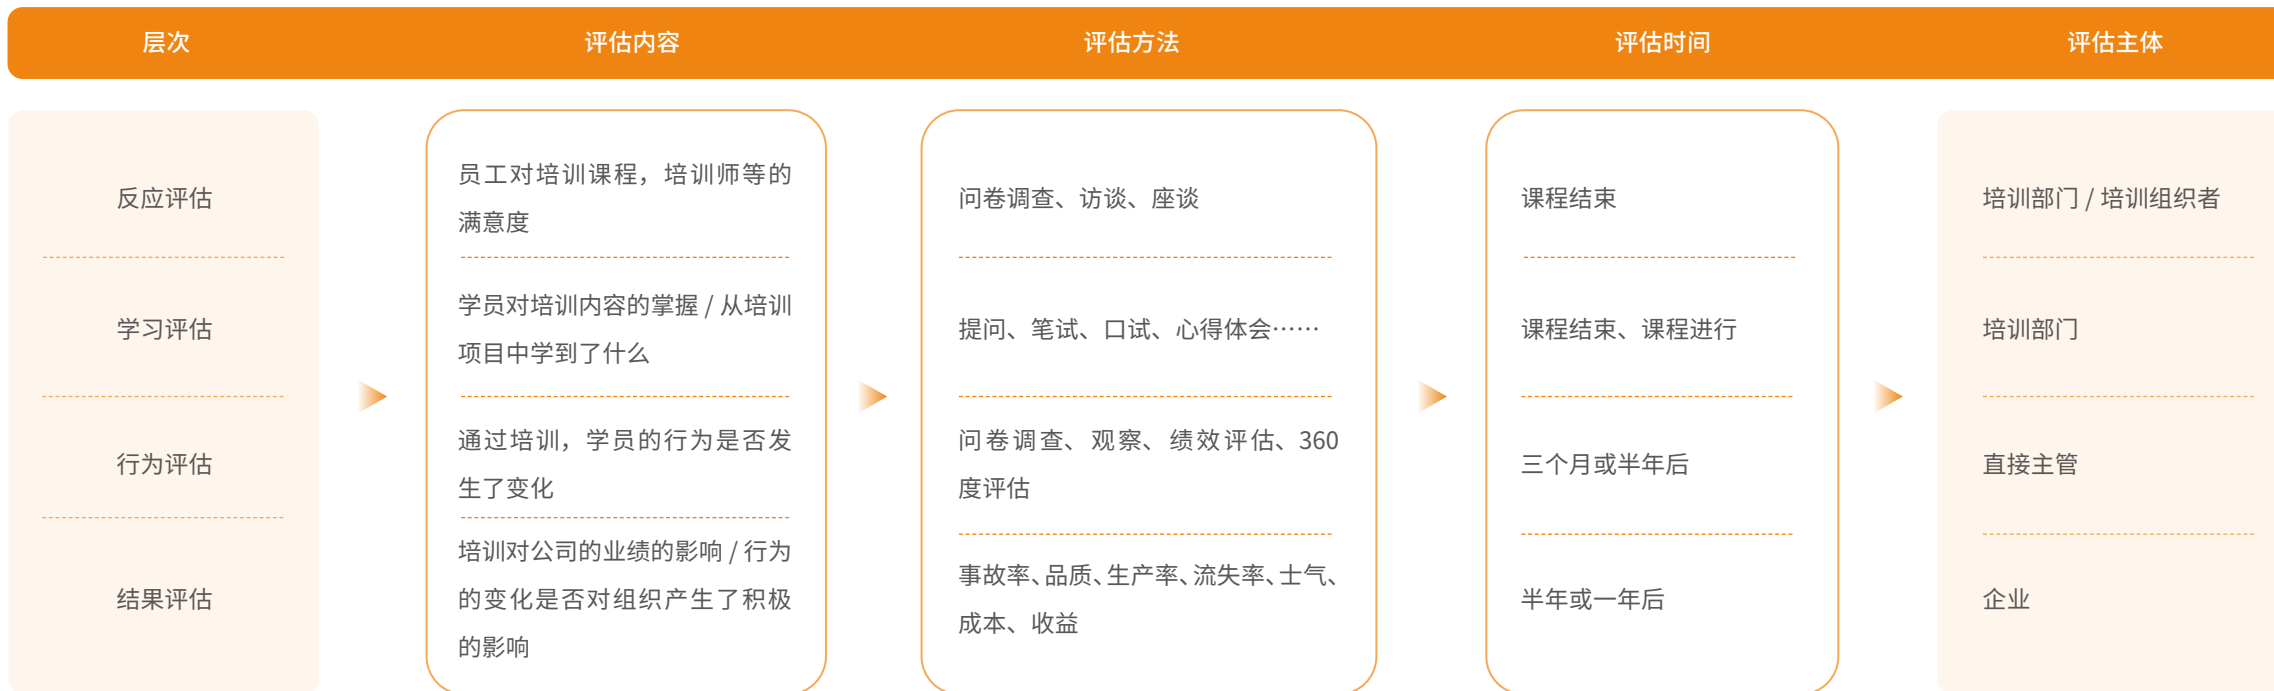 层次 评估内容 评估方法 评估时间 评估主体
反应评估
员工对培训课程，培训师等的
满意度
问卷调查、访谈、座谈
课程结束
培训部门 / 培训组织者
学习评估
学员对培训内容的掌握 / 从培训
项目中学到了什么
提问、笔试、口试、心得体会……
课程结束、课程进行
培训部门
行为评估
通过培训，学员的行为是否发
生了变化
问卷调查、观察、绩效评估、360
度评估
三个月或半年后
直接主管
结果评估
培训对公司的业绩的影响 / 行为
的变化是否对组织产生了积极
的影响
事故率、品质、生产率、流失率、士气、
成本、收益
半年或一年后
企业